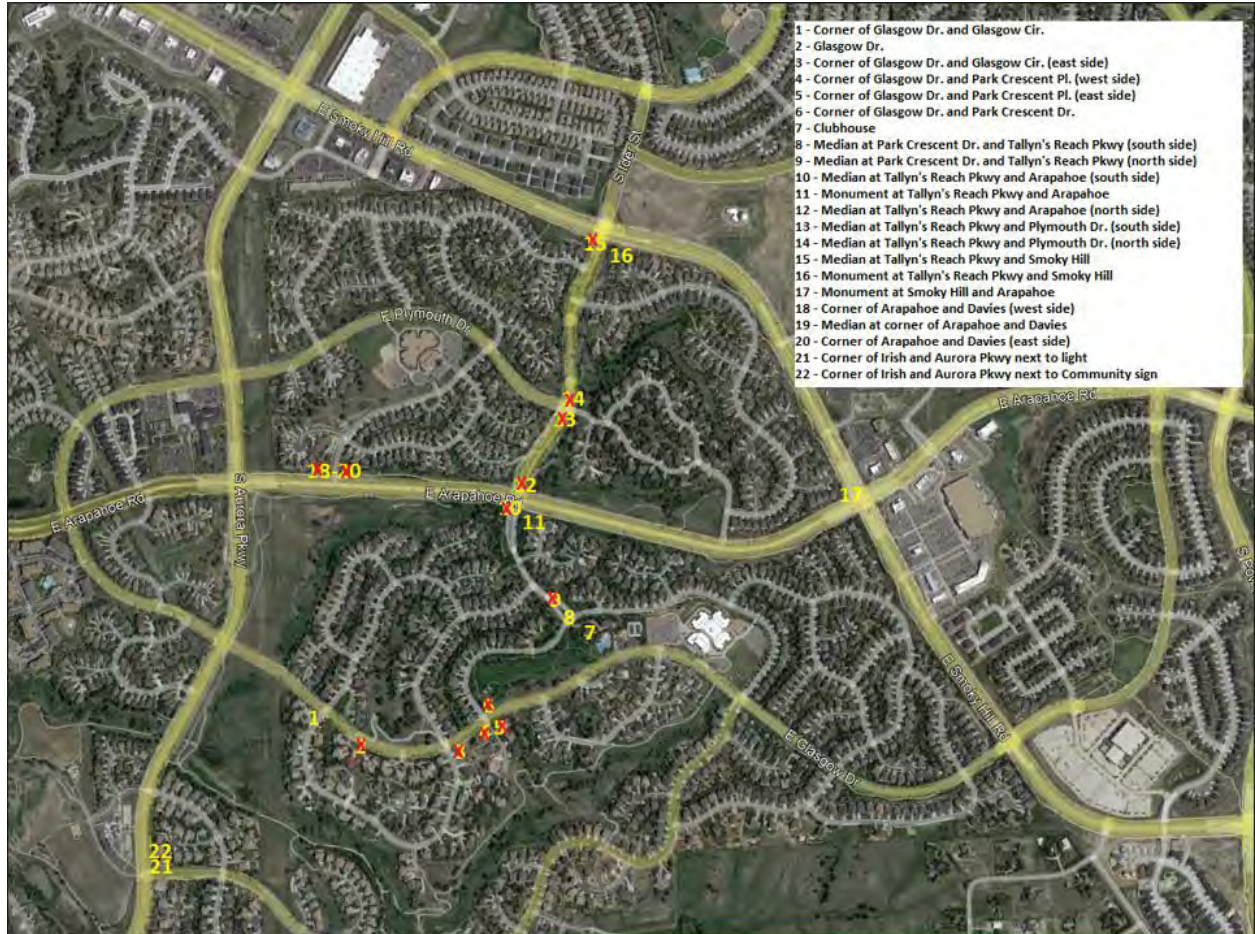 1 - Corner of Glasgow Dr. and Glasgow Cir.
2 - Glasgow Dr.
3 - Corner of Glasgow Dr. and Glasgow Cir. (east side)
4 - Corner of Glasgow Dr. and Park Crescent Pl. (west side)
5 - Corner of Glasgow Dr. and Park Crescent Pl. (east side)
6 - Corner of Glasgow Dr. and Park Crescent Dr.
7 - Clubhouse
8 - Median at Park Crescent Dr. and Tallyn's Reach Pkwy (south side)
9 - Median at Park Crescent Dr. and Tallyn's Reach Pkwy (north side)
10 - Median at Tallyn's Reach Pkwy and Arapahoe (south side)
11 - Monument at Tallyn's Reach Pkwy and Arapahoe
12 - Median at Tallyn's Reach Pkwy and Arapahoe (north side)
13 - Median at Tallyn's Reach Pkwy and Plymouth Dr. (south side)
14 - Median at Tallyn's Reach Pkwy and Plymouth Dr. (north side)
15 - Median at Tallyn's Reach Pkwy and Smoky Hill
16 - Monument at Tallyn's Reach Pkwy and Smoky Hill
17 - Monument at Smoky Hill and Arapahoe
18 - Corner of Arapahoe and Davies (west side)
19 - Median at corner of Arapahoe and Davies
20 - Corner of Arapahoe and Davies (east side)
21 - Corner of Irish and Aurora Pkwy next to light
22 - Corner of Irish and Aurora Pkwy next to Community sign
E Smoky Hill Rd
S Ider St
X
15
16
E Plymouth Dr
E Arapahoe Rd
X
4
X
3
X
X
18-20
S Aurora Pkwy
E Arapahoe Rd
X
2
17
E Arapahoe Rd
X
11
X
9
8
7
E Smoky Hill Rd
X
1
X
5
X
X
X
E Glasgow Dr
22
21